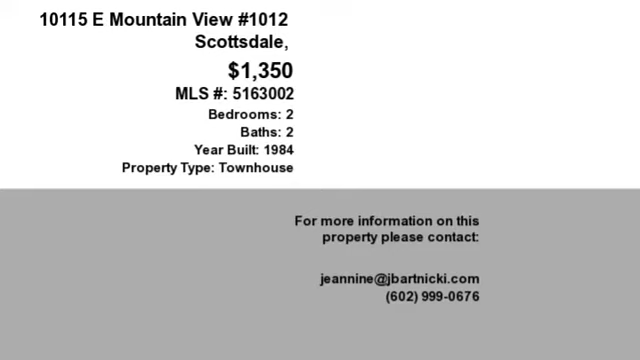 10115 E Mountain View #1012
Scottsdale,
$1,350
MLS #: 5163002
Bedrooms: 2
Baths: 2
Year Built: 1984
Property Type: Townhouse
For more information on this
property please contact:
jeannine@jbartnicki.com
(602) 999-0676